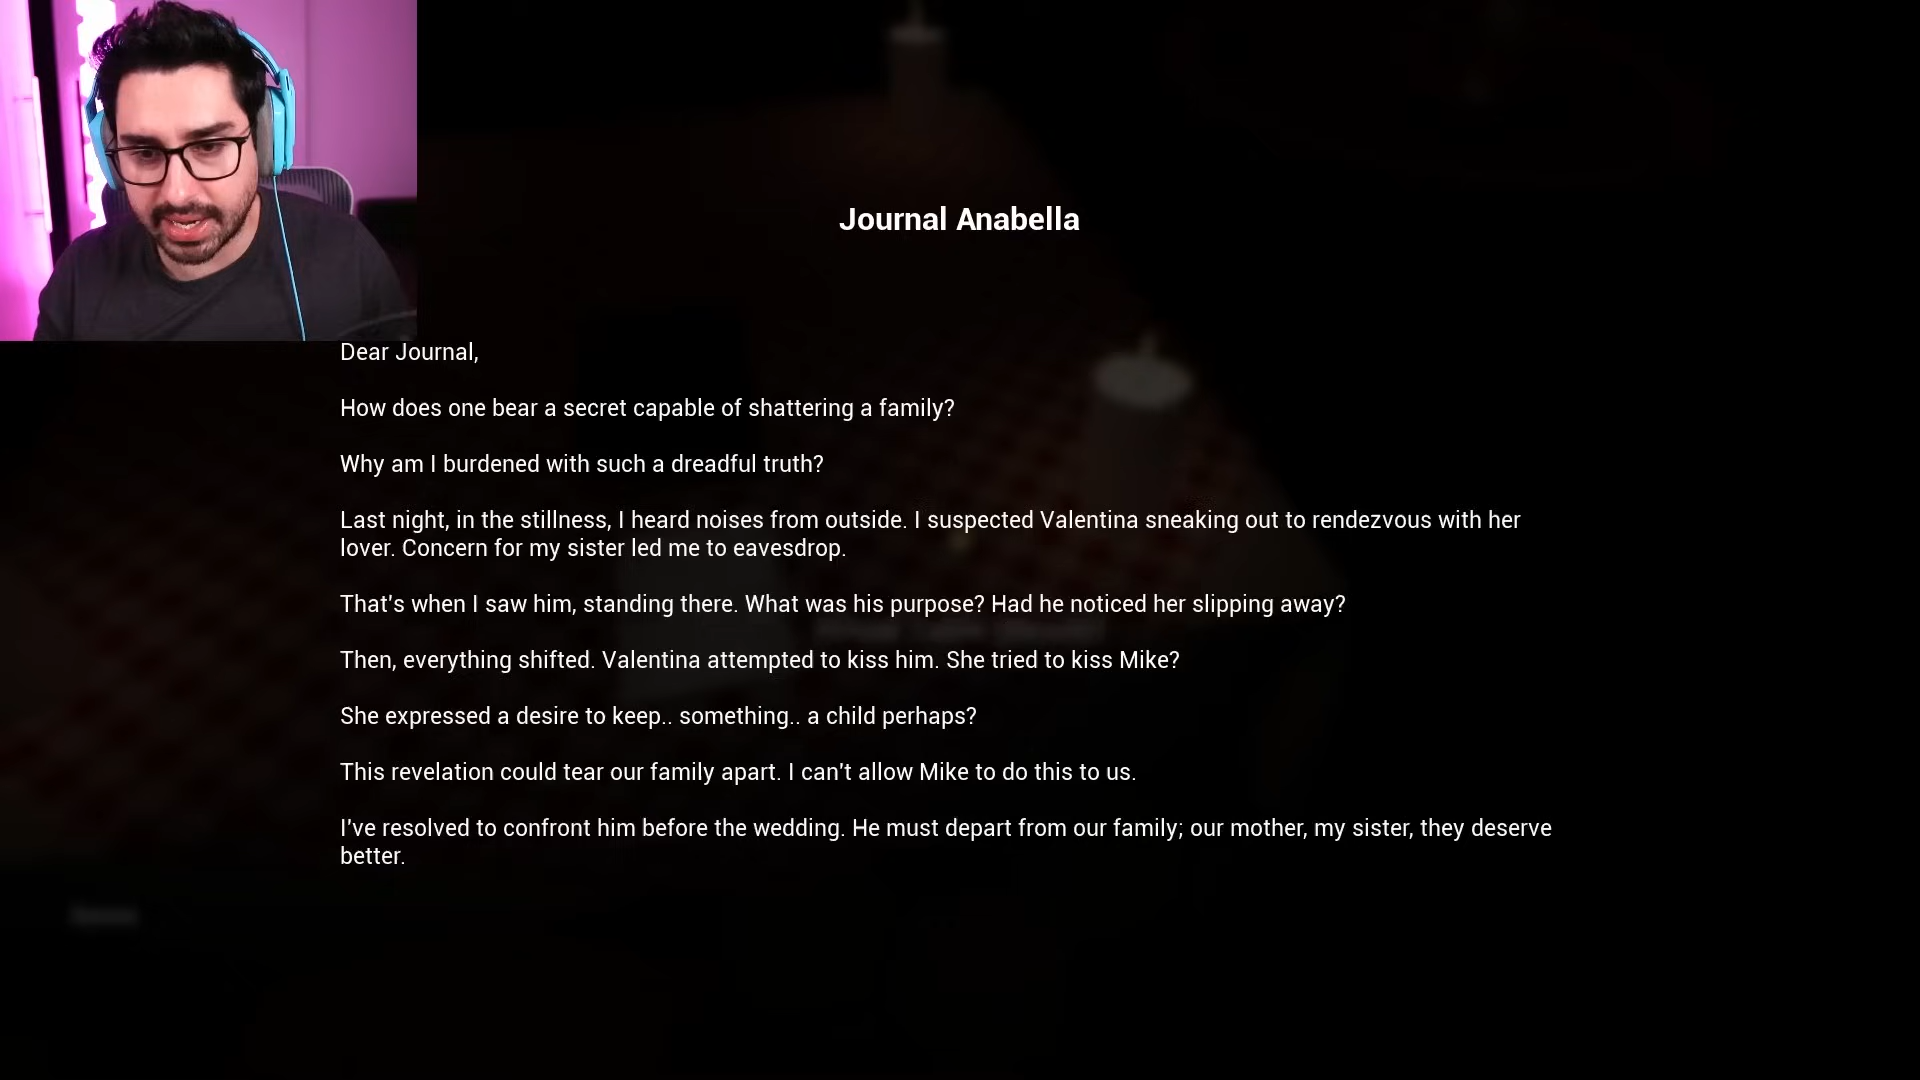 Journal Anabella
Dear Journal,
How does one bear a secret capable of shattering a family?
Why am I burdened with such a dreadful truth?
Last night, in the stillness, I heard noises from outside. I suspected Valentina sneaking out to rendezvous with her
lover. Concern for my sister led me to eavesdrop.
That's when I saw him, standing there. What was his purpose? Had he noticed her slipping away?
Then, everything shifted. Valentina attempted to kiss him. She tried to kiss Mike?
She expressed a desire to keep.. something.. a child perhaps?
This revelation could tear our family apart. I can't allow Mike to do this to us.
I've resolved to confront him before the wedding. He must depart from our family; our mother, my sister, they deserve
better.